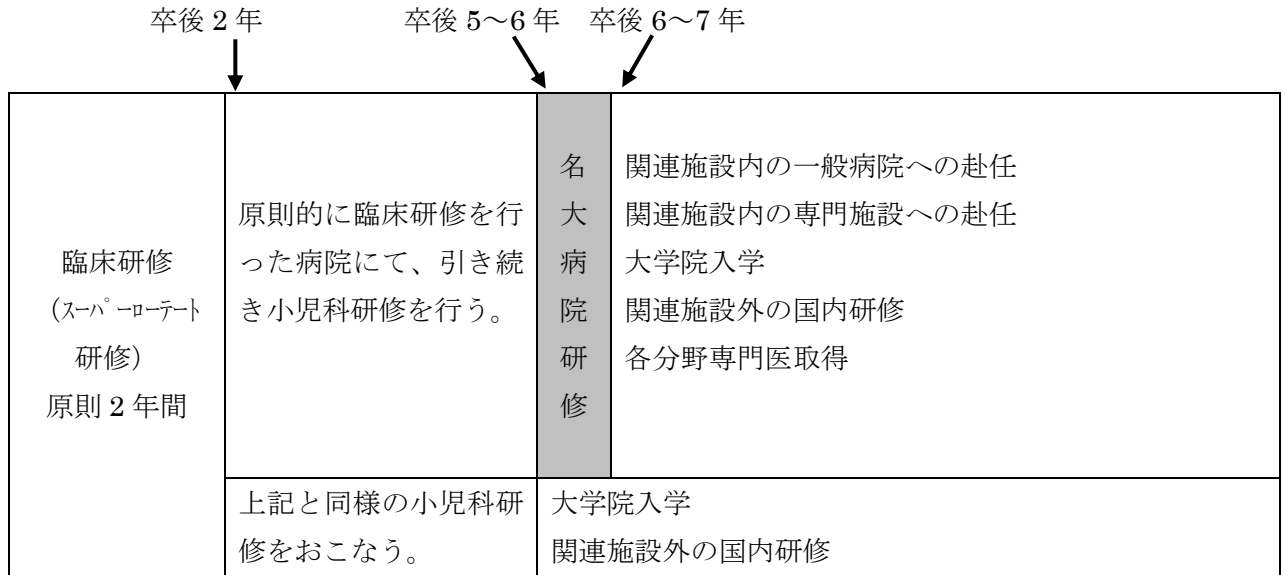 卒後 2 年 卒後 5～6 年 卒後 6～7 年
臨床研修
(ｽｰﾊﾟｰﾛｰﾃｰﾄ
研修)
原則 2 年間
原則的に臨床研修を行
った病院にて、引き続
き小児科研修を行う。
名
大
病
院
研
修
関連施設内の一般病院への赴任
関連施設内の専門施設への赴任
大学院入学
関連施設外の国内研修
各分野専門医取得
上記と同様の小児科研
修をおこなう。
大学院入学
関連施設外の国内研修